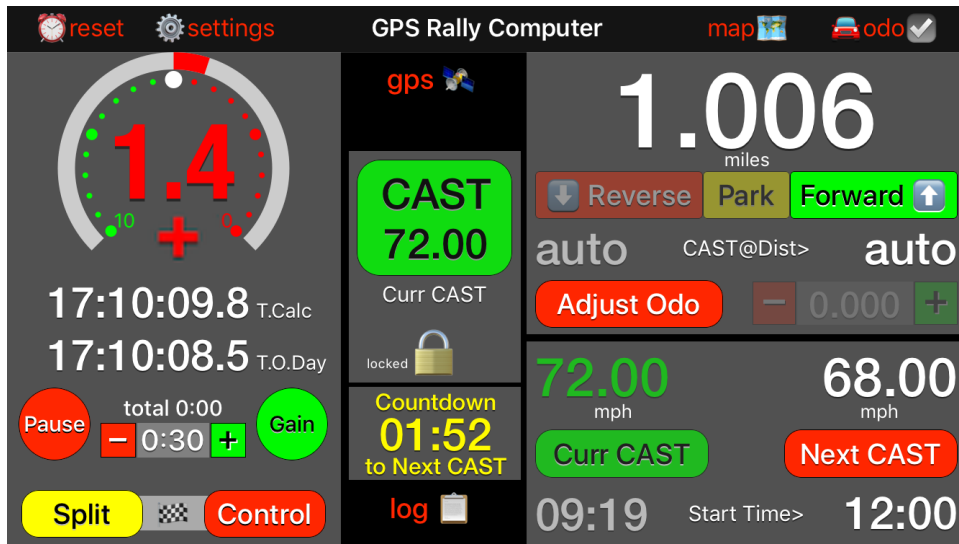 reset settings GPS Rally Computer map odo
1.4
10 0
+
17:10:09.8 T.Calc
17:10:08.5 T.O.Day
Pause total 0:00 Gain
− 0:30 +
Split Control
gps
CAST
72.00
Curr CAST
locked
Countdown
01:52
to Next CAST
log
1.006
miles
Reverse Park Forward
auto CAST@Dist> auto
Adjust Odo − 0.000 +
72.00 68.00
mph mph
Curr CAST Next CAST
09:19 Start Time> 12:00